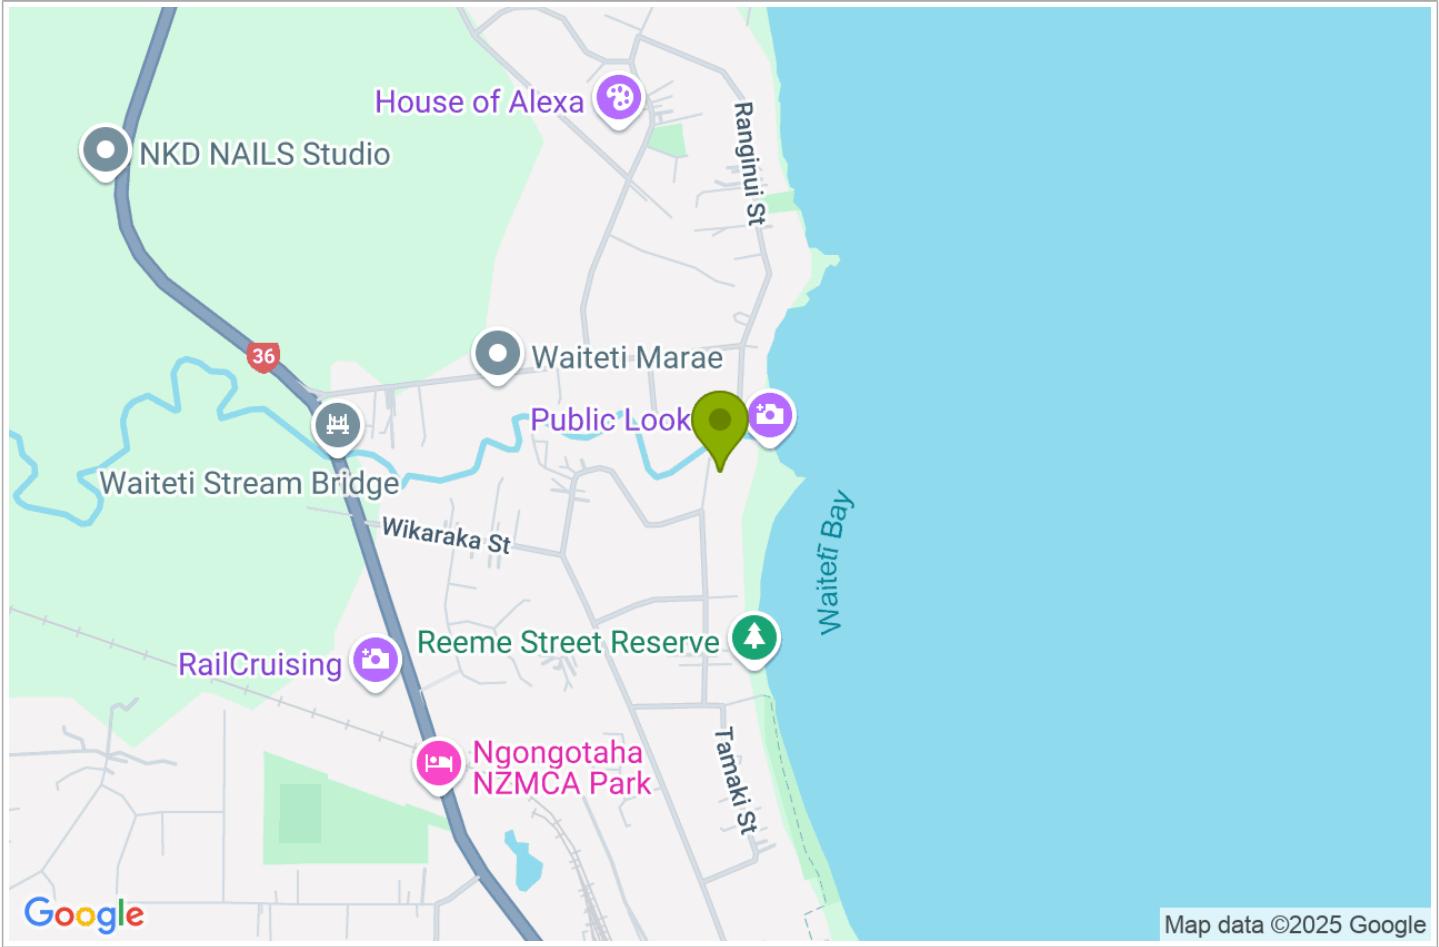 House of Alexa
Ranginui St
NKD NAILS Studio
36
Waiteti Marae
Public Look
Waiteti Stream Bridge
Waitetī Bay
Wikaraka St
Reeme Street Reserve
RailCruising
Ngongotaha
NZMCA Park
Tamaki St
Google
Map data ©2025 Google